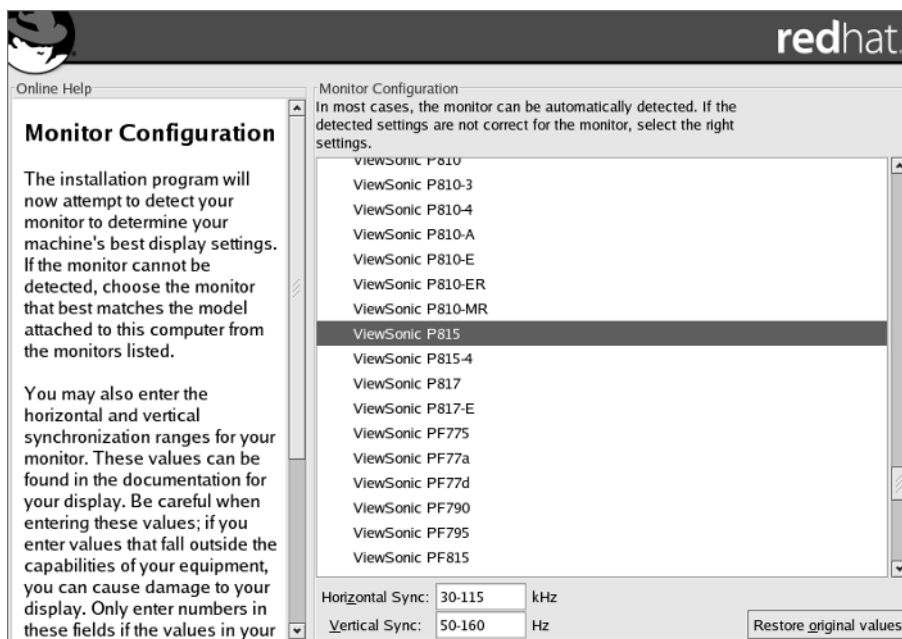 redhat.
Online Help
Monitor Configuration
The installation program will
now attempt to detect your
monitor to determine your
machine's best display settings.
If the monitor cannot be
detected, choose the monitor
that best matches the model
attached to this computer from
the monitors listed.
You may also enter the
horizontal and vertical
synchronization ranges for your
monitor. These values can be
found in the documentation for
your display. Be careful when
entering these values; if you
enter values that fall outside the
capabilities of your equipment,
you can cause damage to your
display. Only enter numbers in
these fields if the values in your
Monitor Configuration
In most cases, the monitor can be automatically detected. If the
detected settings are not correct for the monitor, select the right
settings.
ViewSonic P810
ViewSonic P810-3
ViewSonic P810-4
ViewSonic P810-A
ViewSonic P810-E
ViewSonic P810-ER
ViewSonic P810-MR
ViewSonic P815
ViewSonic P815-4
ViewSonic P817
ViewSonic P817-E
ViewSonic PF775
ViewSonic PF77a
ViewSonic PF77d
ViewSonic PF790
ViewSonic PF795
ViewSonic PF815
Horizontal Sync: 30-115 kHz
Vertical Sync: 50-160 Hz
Restore original values